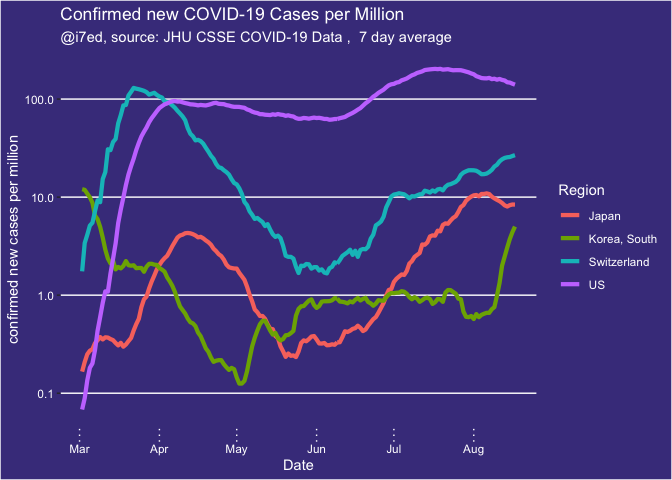 Confirmed new COVID-19 Cases per Million
@i7ed, source: JHU CSSE COVID-19 Data ,  7 day average
confirmed new cases per million
100.0
10.0
1.0
0.1
Mar Apr May Jun Jul Aug
Date
Region
Japan
Korea, South
Switzerland
US